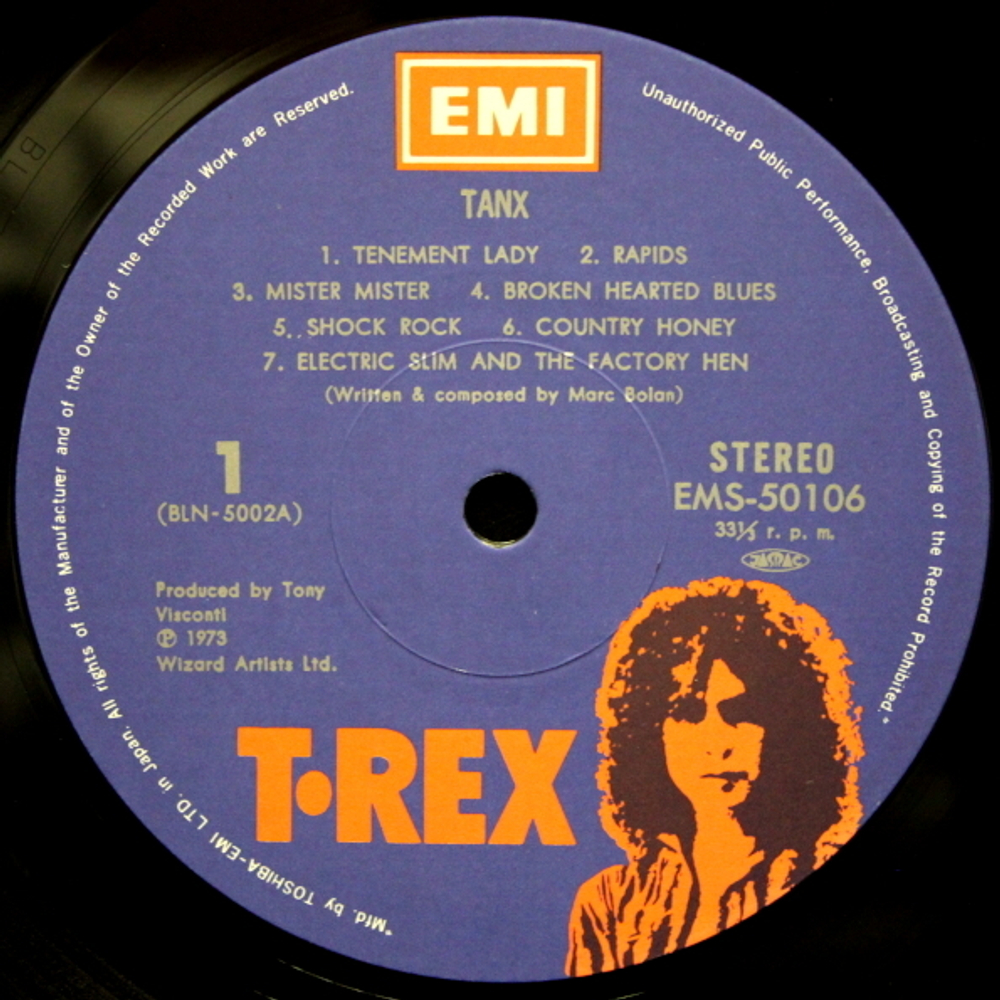 EMI
TANX
1. TENEMENT LADY 2. RAPIDS
3. MISTER MISTER 4. BROKEN HEARTED BLUES
5. SHOCK ROCK 6. COUNTRY HONEY
7. ELECTRIC SLIM AND THE FACTORY HEN
(Written & composed by Marc Bolan)
1
(BLN-5002A)
STEREO
EMS-50106
33⅓ r. p. m.
JASRAC
Produced by Tony
Visconti
Ⓟ 1973
Wizard Artists Ltd.
T·REX
"Mfd. by TOSHIBA-EMI LTD. in Japan. All rights of the Manufacturer and of the Owner of the Recorded Work are Reserved.
Unauthorized Public Performance, Broadcasting and Copying of the Record Prohibited."
BL